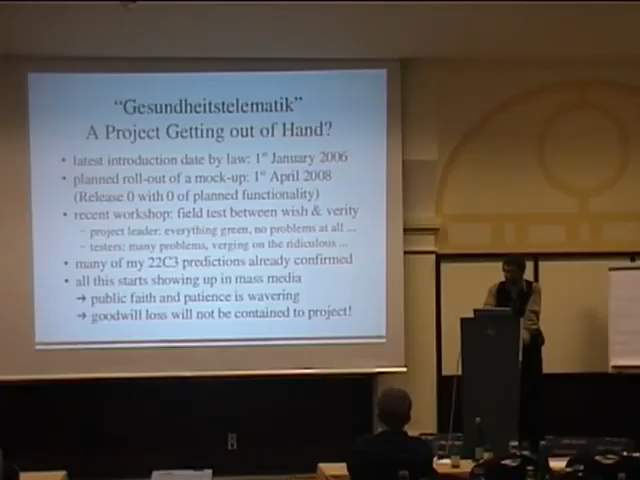 “Gesundheitstelematik”
A Project Getting out of Hand?
• latest introduction date by law: 1st January 2006
• planned roll-out of a mock-up: 1st April 2008
(Release 0 with 0 of planned functionality)
• recent workshop: field test between wish & verity
– project leader: everything green, no problems at all ...
– testers: many problems, verging on the ridiculous ...
• many of my 22C3 predictions already confirmed
• all this starts showing up in mass media
➔ public faith and patience is wavering
➔ goodwill loss will not be contained to project!